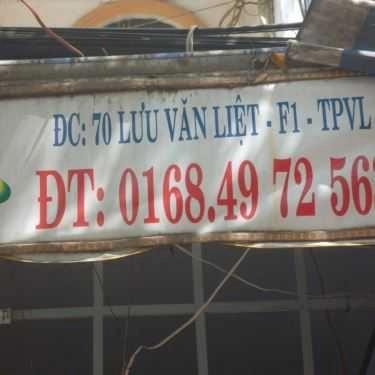 ĐC: 70 LƯU VĂN LIỆT - F1 - TPVL
ĐT: 0168.49 72 56